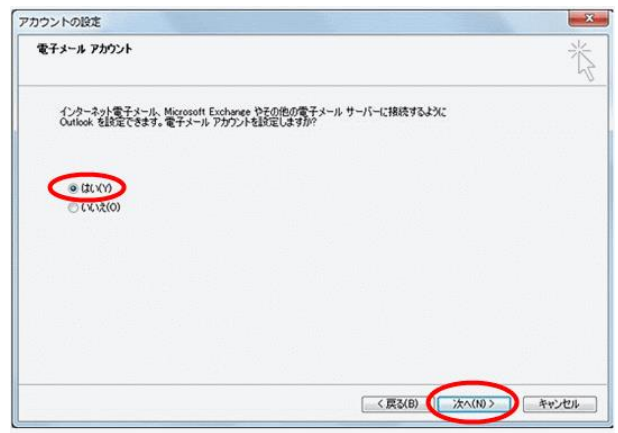 アカウントの設定
電子メール アカウント
インターネット電子メール、Microsoft Exchange やその他の電子メール サーバーに接続するように
Outlook を設定できます。電子メール アカウントを設定しますか?
はい(Y)
いいえ(O)
< 戻る(B) 次へ(N) > キャンセル